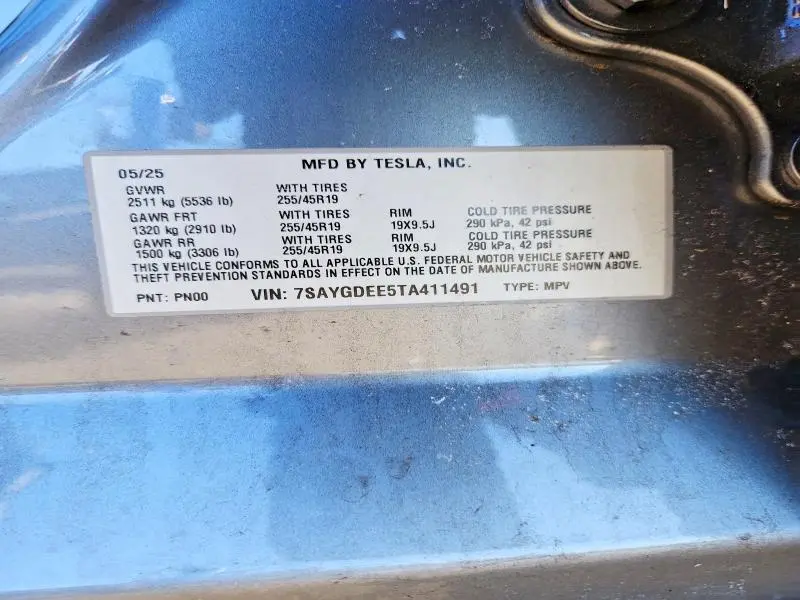 05/25 MFD BY TESLA, INC.
GVWR WITH TIRES
2511 kg (5536 lb) 255/45R19
GAWR FRT WITH TIRES RIM COLD TIRE PRESSURE
1320 kg (2910 lb) 255/45R19 19X9.5J 290 kPa, 42 psi
GAWR RR WITH TIRES RIM COLD TIRE PRESSURE
1500 kg (3306 lb) 255/45R19 19X9.5J 290 kPa, 42 psi
THIS VEHICLE CONFORMS TO ALL APPLICABLE U.S. FEDERAL MOTOR VEHICLE SAFETY AND
THEFT PREVENTION STANDARDS IN EFFECT ON THE DATE OF MANUFACTURE SHOWN ABOVE.
PNT: PN00 VIN: 7SAYGDEE5TA411491 TYPE: MPV